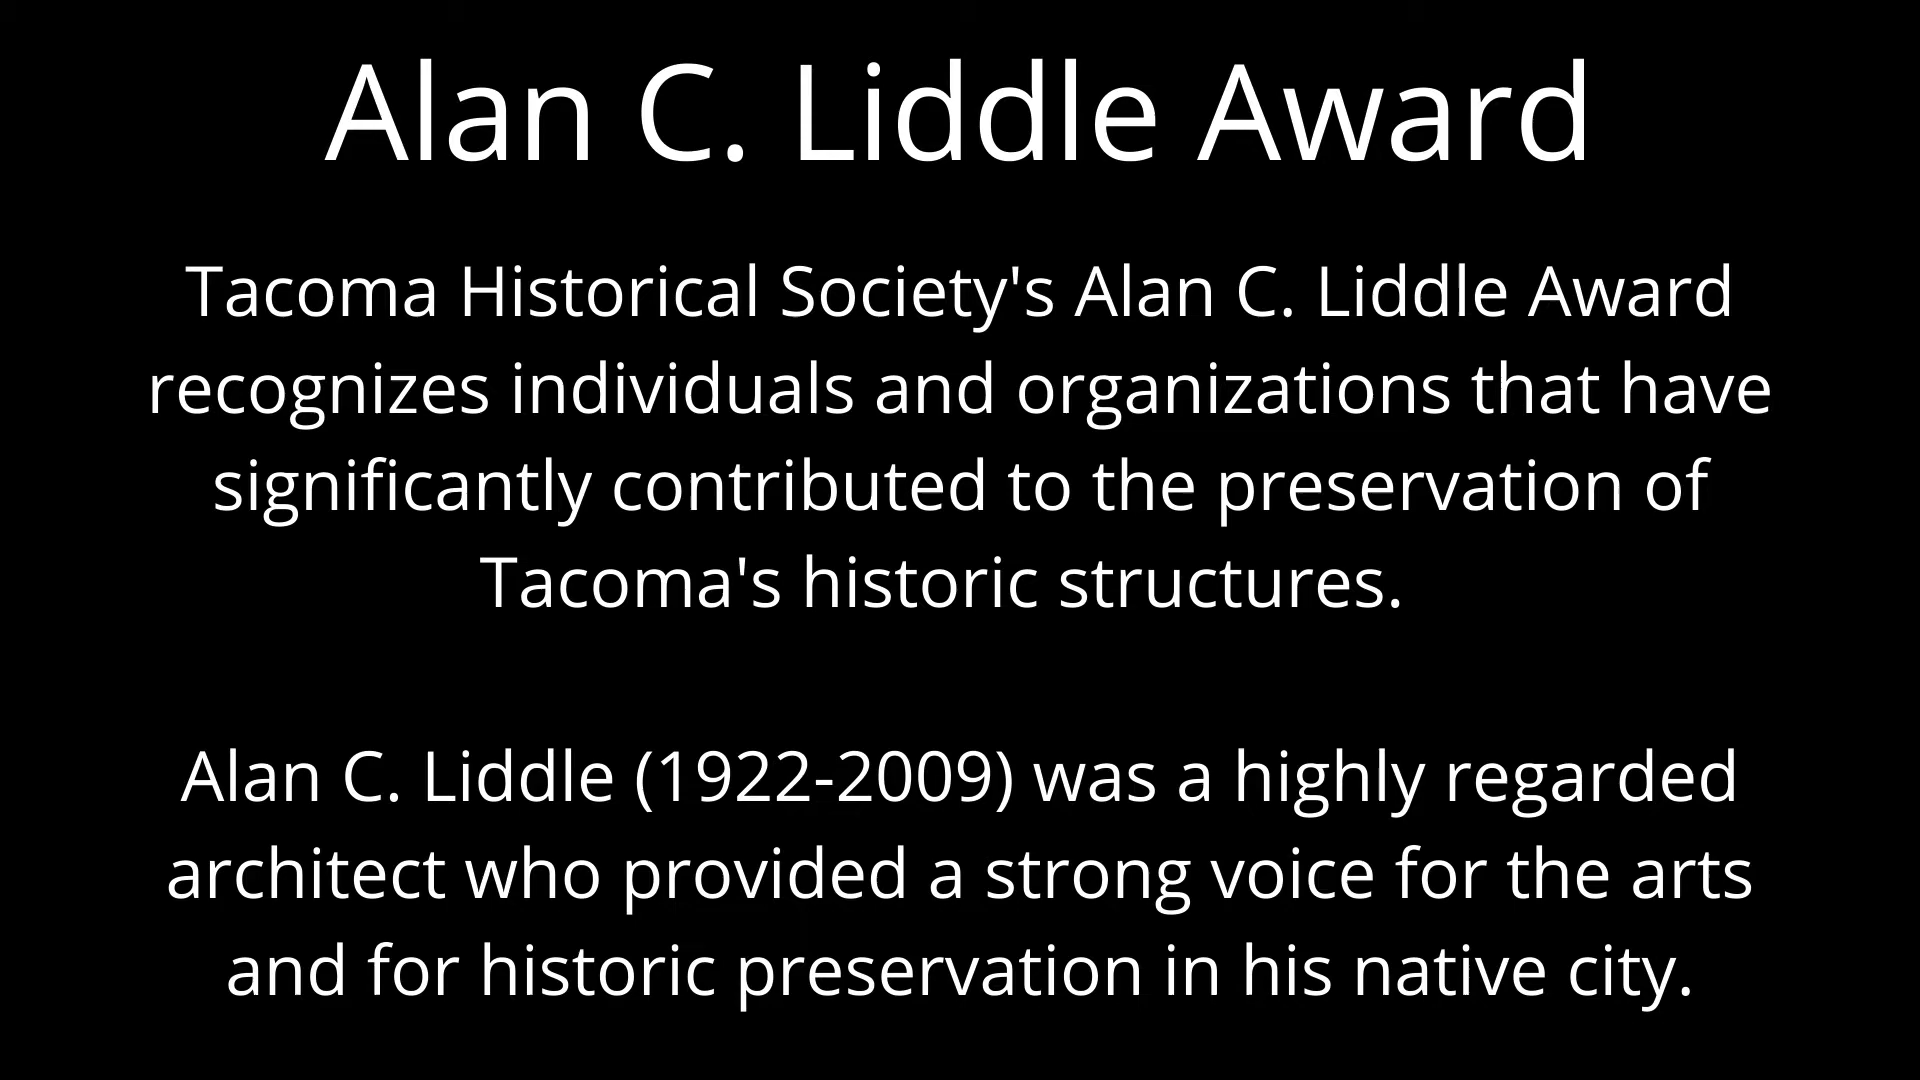 Alan C. Liddle Award
Tacoma Historical Society's Alan C. Liddle Award
recognizes individuals and organizations that have
significantly contributed to the preservation of
Tacoma's historic structures.
Alan C. Liddle (1922-2009) was a highly regarded
architect who provided a strong voice for the arts
and for historic preservation in his native city.